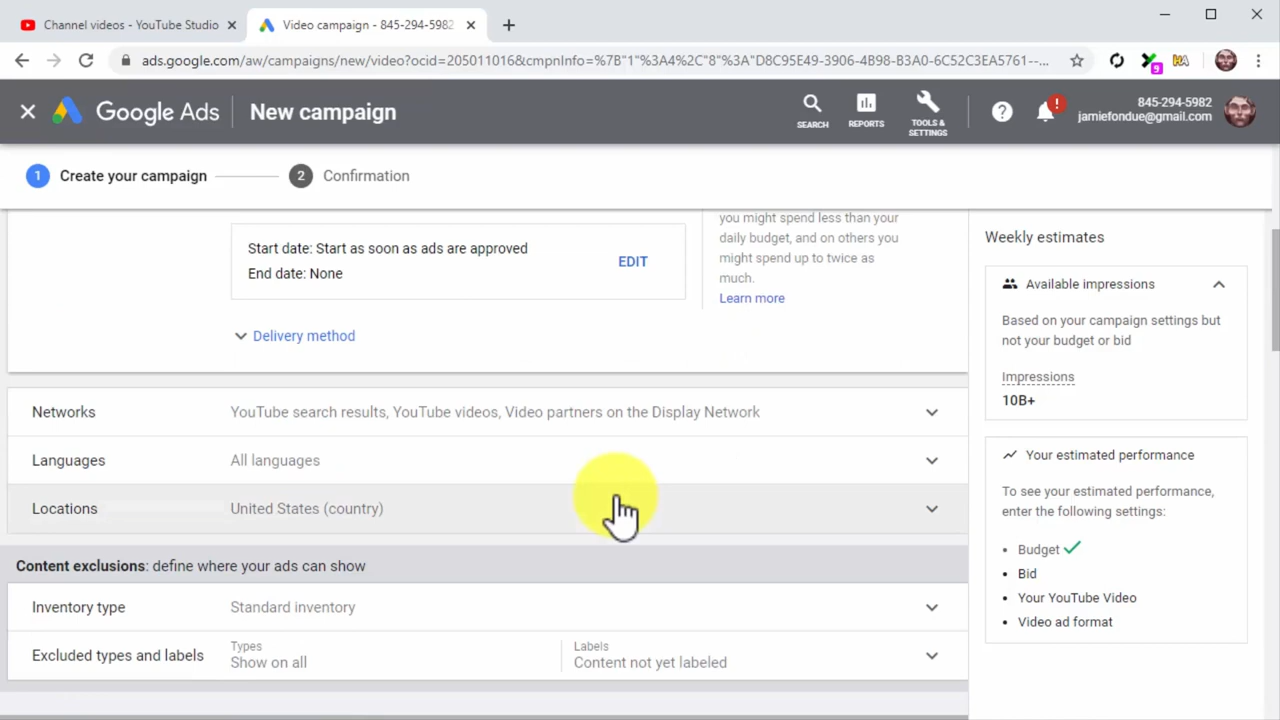 Channel videos - YouTube Studio
Video campaign - 845-294-5982
ads.google.com/aw/campaigns/new/video?ocid=205011016&cmpnInfo=%7B"1"%3A4%2C"8"%3A"D8C95E49-3906-4B98-B3A0-6C52C3EA5761--...
9
Google Ads
New campaign
SEARCH
REPORTS
TOOLS &
SETTINGS
845-294-5982
jamiefondue@gmail.com
1 Create your campaign
2 Confirmation
Start date: Start as soon as ads are approved
End date: None
EDIT
Delivery method
you might spend less than your
daily budget, and on others you
might spend up to twice as
much.
Learn more
Networks YouTube search results, YouTube videos, Video partners on the Display Network
Languages All languages
Locations United States (country)
Content exclusions: define where your ads can show
Inventory type Standard inventory
Excluded types and labels
Types
Show on all
Labels
Content not yet labeled
Weekly estimates
Available impressions
Based on your campaign settings but
not your budget or bid
Impressions
10B+
Your estimated performance
To see your estimated performance,
enter the following settings:
• Budget
• Bid
• Your YouTube Video
• Video ad format